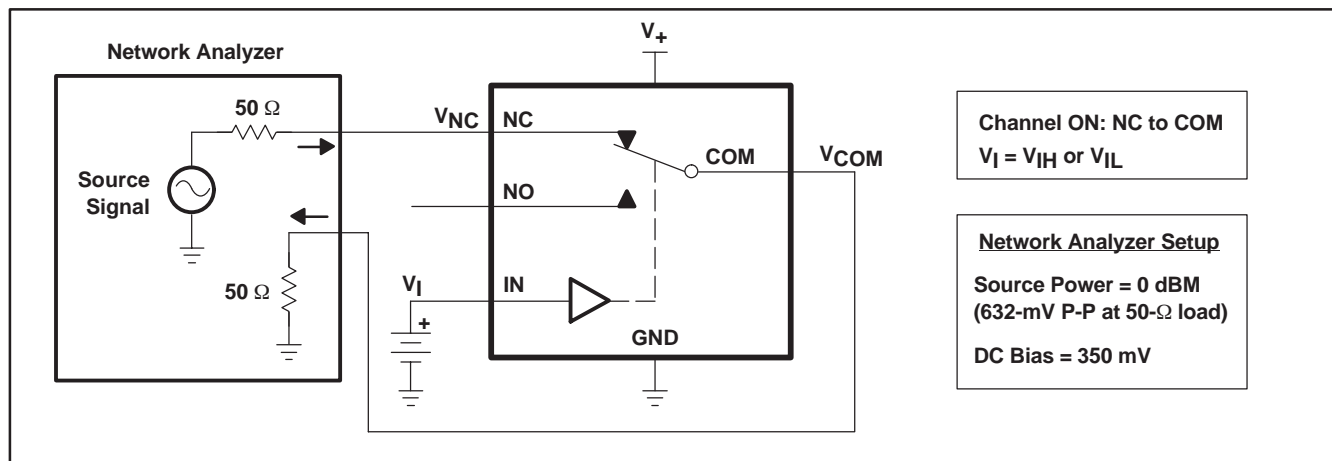 Network Analyzer
50 Ω
Source
Signal
50 Ω
V+
VNC NC
NO
COM
VCOM
VI
IN
+
GND
Channel ON: NC to COM
VI = VIH or VIL
Network Analyzer Setup
Source Power = 0 dBM
(632-mV P-P at 50-Ω load)
DC Bias = 350 mV